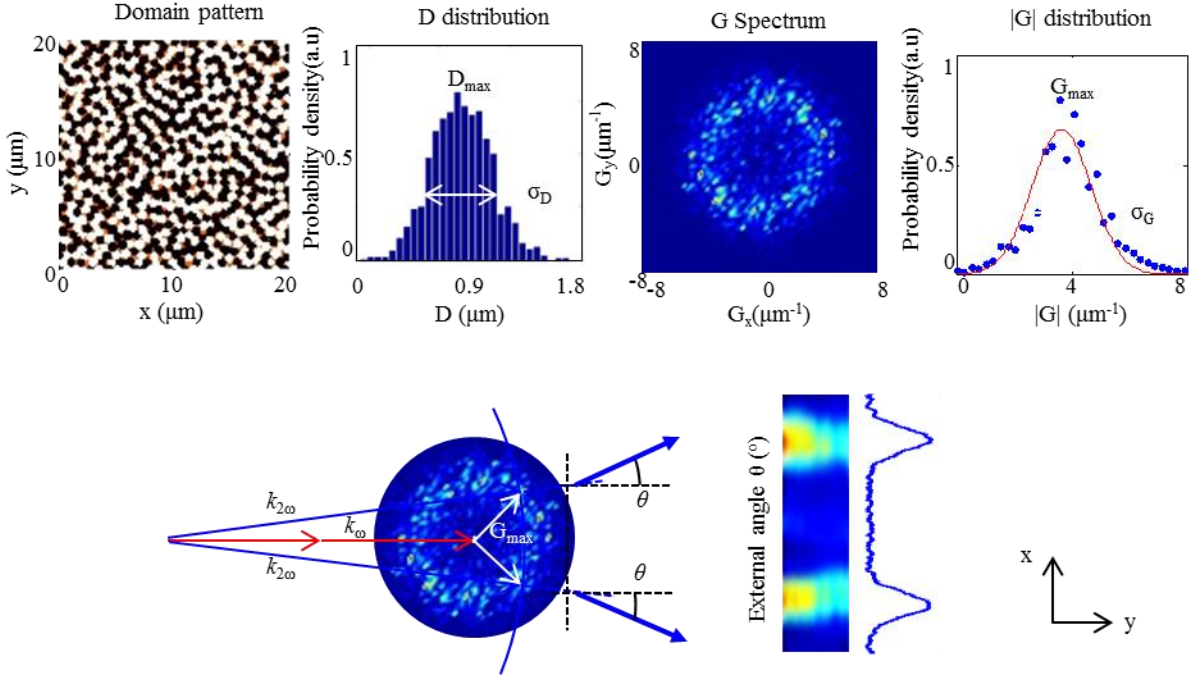 Domain pattern
20
10
0
y (μm)
0 10 20
x (μm)
D distribution
Probability density(a.u)
1
0.5
0
D_max
σ_D
0 0.9 1.8
D (μm)
G Spectrum
G_y(μm⁻¹)
8
0
-8
-8 0 8
G_x(μm⁻¹)
|G| distribution
Probability density(a.u)
1
0.5
0
G_max
σ_G
0 4 8
|G| (μm⁻¹)
k_2ω
k_ω
k_2ω
G_max
θ
θ
External angle θ (°)
x
y